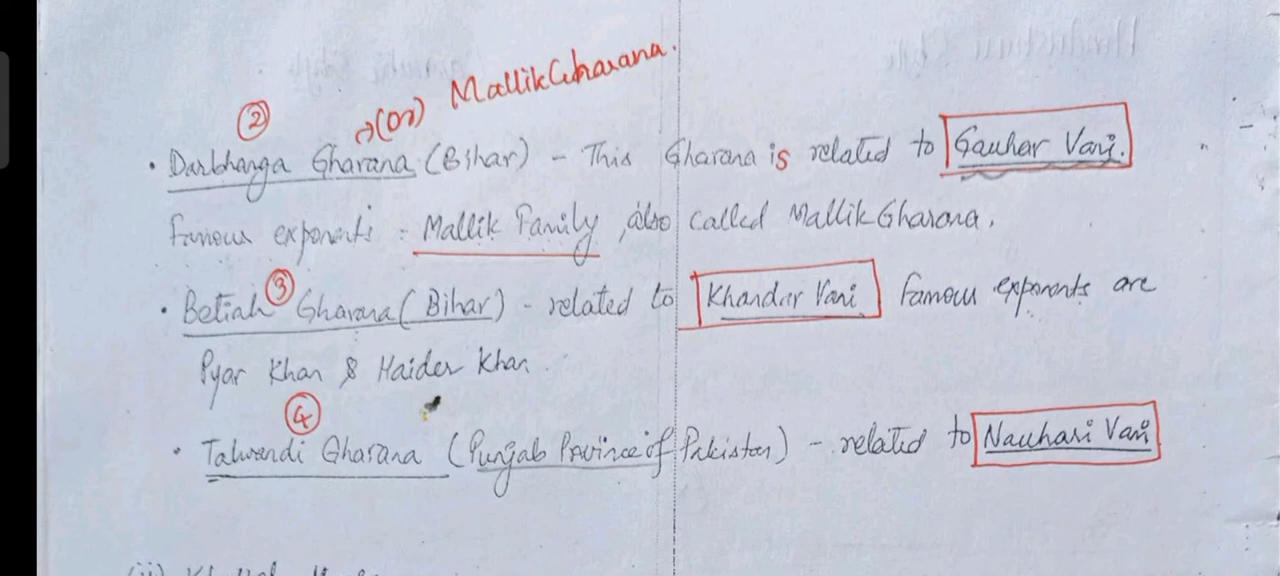 →(Or) Mallik Gharana.
②
• Darbhanga Gharana (Bihar) - This Gharana is related to Gauhar Vani.
famous exponents : Mallik Family, also called Mallik Gharana.
③
• Betiah Gharana (Bihar) - related to Khandar Vani famous exponents are
Pyar Khan & Haider Khan.
④
• Talwandi Gharana (Punjab Province of Pakistan) - related to Nauhari Vani